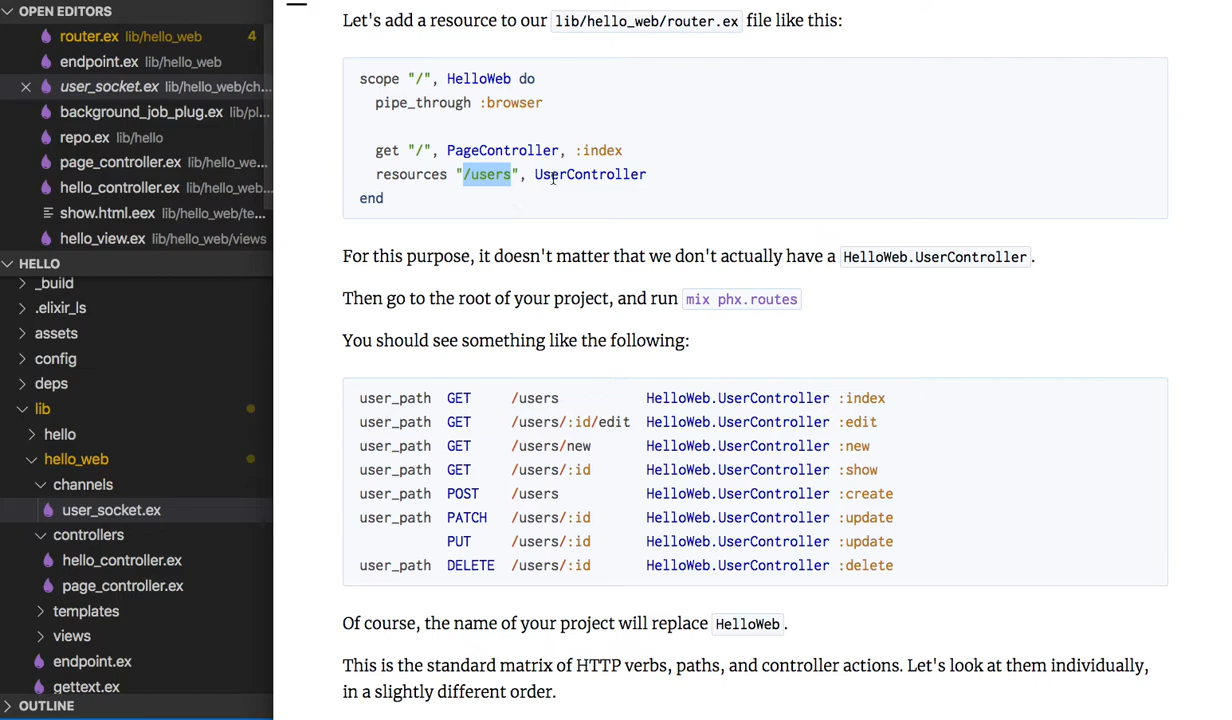 OPEN EDITORS
router.ex lib/hello_web 4
endpoint.ex lib/hello_web
user_socket.ex lib/hello_web/ch...
background_job_plug.ex lib/pl...
repo.ex lib/hello
page_controller.ex lib/hello_we...
hello_controller.ex lib/hello_we...
show.html.eex lib/hello_web/te...
hello_view.ex lib/hello_web/views
HELLO
_build
.elixir_ls
assets
config
deps
lib
hello
hello_web
channels
user_socket.ex
controllers
hello_controller.ex
page_controller.ex
templates
views
endpoint.ex
gettext.ex
OUTLINE
Let's add a resource to our lib/hello_web/router.ex file like this:
scope "/", HelloWeb do
pipe_through :browser
get "/", PageController, :index
resources "/users", UserController
end
For this purpose, it doesn't matter that we don't actually have a HelloWeb.UserController.
Then go to the root of your project, and run mix phx.routes
You should see something like the following:
user_path GET /users HelloWeb.UserController :index
user_path GET /users/:id/edit HelloWeb.UserController :edit
user_path GET /users/new HelloWeb.UserController :new
user_path GET /users/:id HelloWeb.UserController :show
user_path POST /users HelloWeb.UserController :create
user_path PATCH /users/:id HelloWeb.UserController :update
PUT /users/:id HelloWeb.UserController :update
user_path DELETE /users/:id HelloWeb.UserController :delete
Of course, the name of your project will replace HelloWeb.
This is the standard matrix of HTTP verbs, paths, and controller actions. Let's look at them individually,
in a slightly different order.